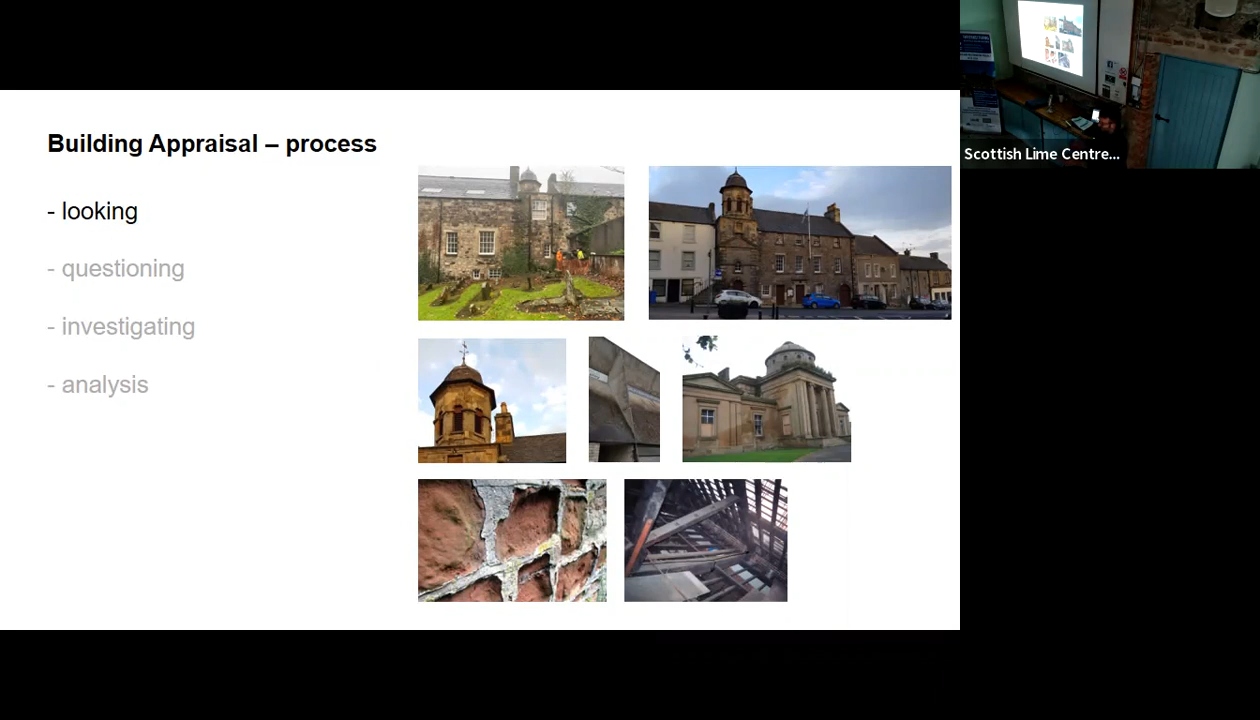 Building Appraisal – process
- looking
- questioning
- investigating
- analysis
Scottish Lime Centre...